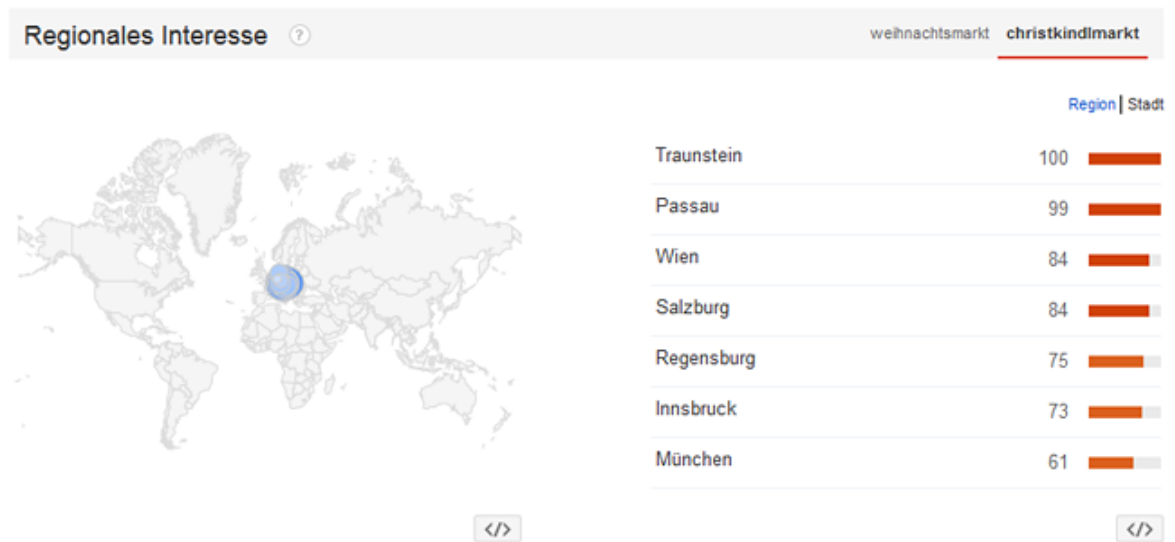 Regionales Interesse ?
weihnachtsmarkt christkindlmarkt
Region | Stadt
Traunstein 100
Passau 99
Wien 84
Salzburg 84
Regensburg 75
Innsbruck 73
München 61
</> </>